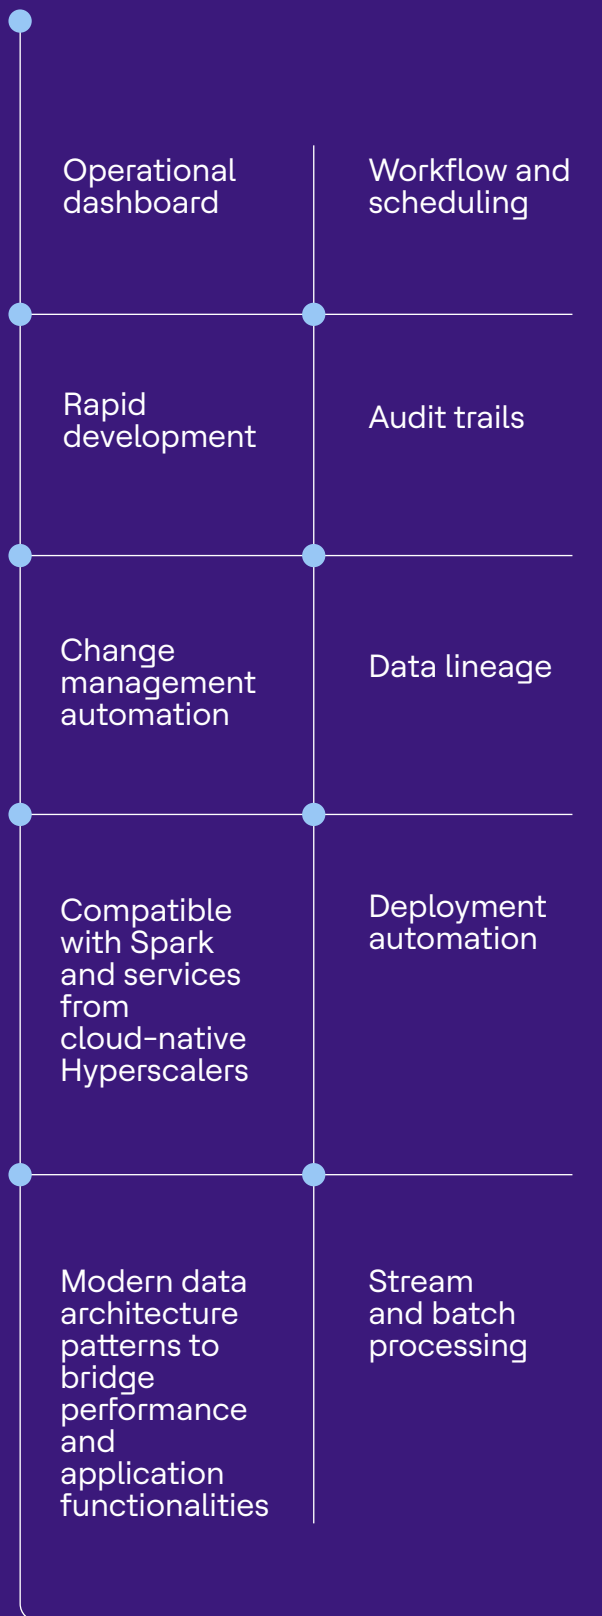 Operational
dashboard
Workflow and
scheduling
Rapid
development
Audit trails
Change
management
automation
Data lineage
Compatible
with Spark
and services
from
cloud-native
Hyperscalers
Deployment
automation
Modern data
architecture
patterns to
bridge
performance
and
application
functionalities
Stream
and batch
processing